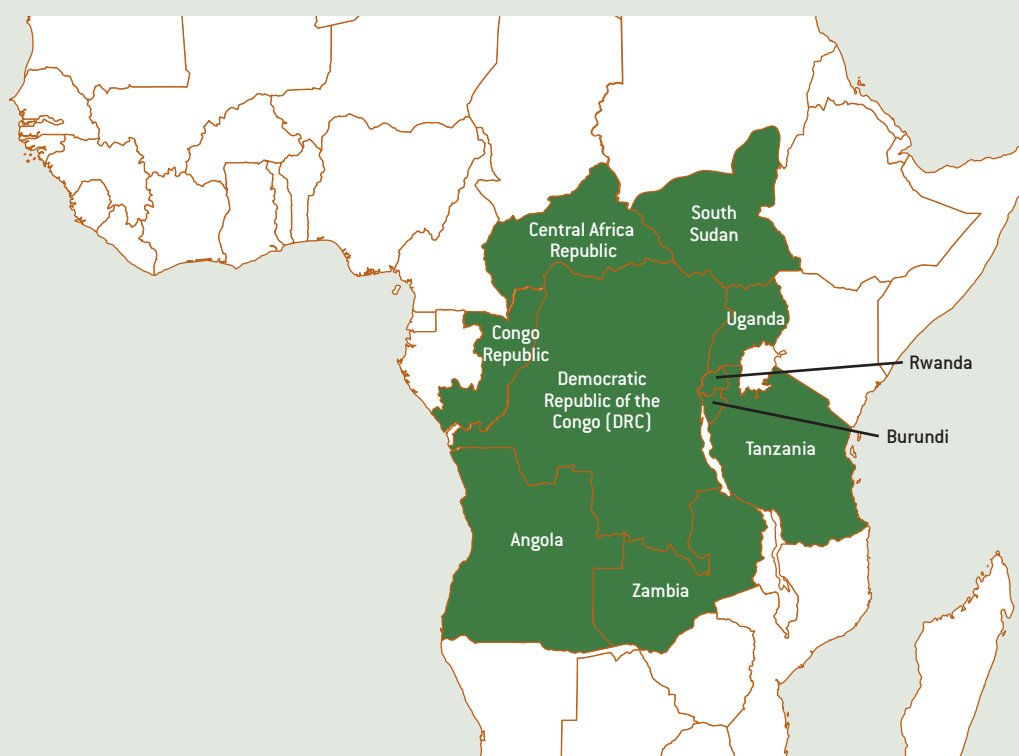 South
Sudan
Central Africa
Republic
Uganda
Congo
Republic
Rwanda
Democratic
Republic of the
Congo (DRC)
Burundi
Tanzania
Angola
Zambia